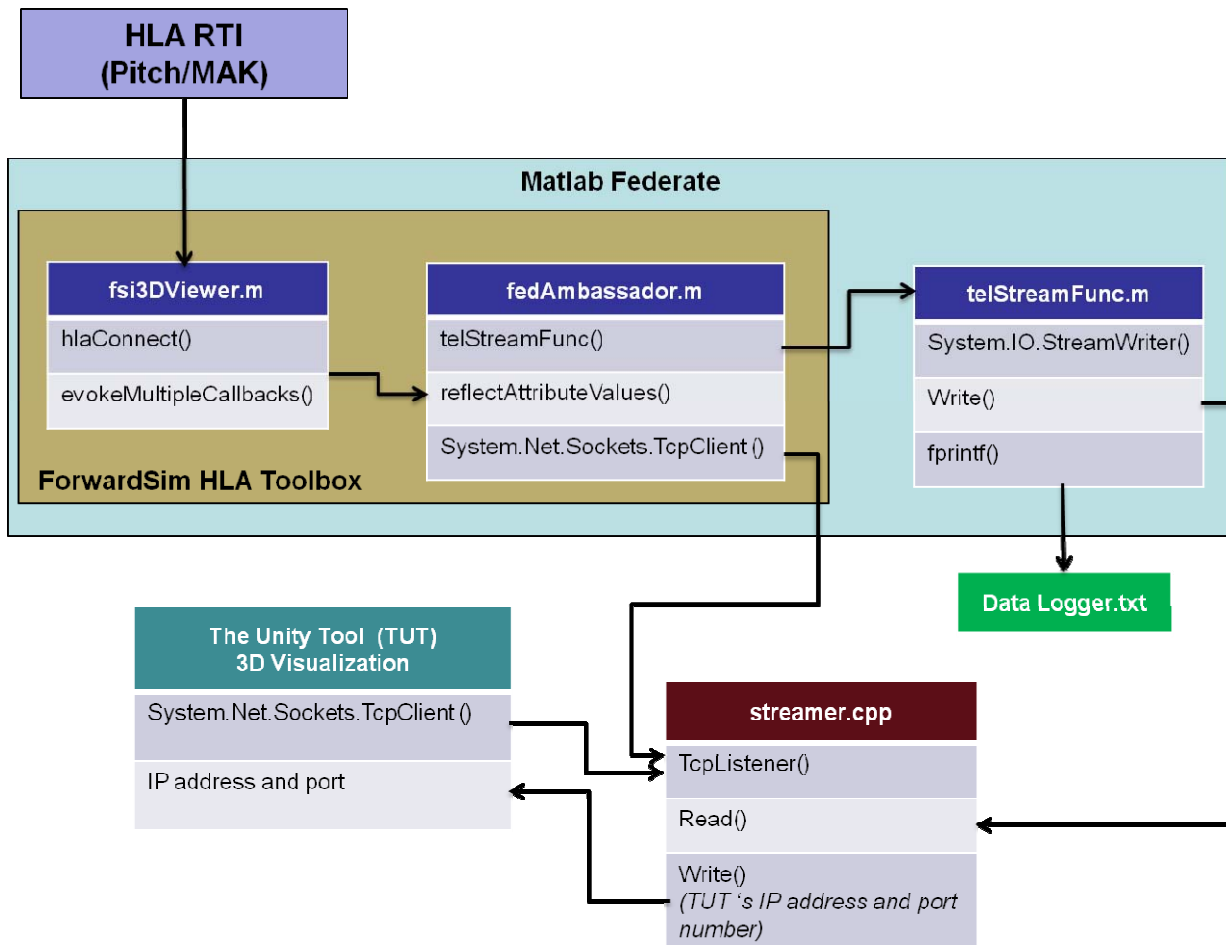 HLA RTI
(Pitch/MAK)
Matlab Federate
fsi3DViewer.m
hlaConnect()
evokeMultipleCallbacks()
fedAmbassador.m
telStreamFunc()
reflectAttributeValues()
System.Net.Sockets.TcpClient ()
ForwardSim HLA Toolbox
telStreamFunc.m
System.IO.StreamWriter()
Write()
fprintf()
Data Logger.txt
The Unity Tool (TUT)
3D Visualization
System.Net.Sockets.TcpClient ()
IP address and port
streamer.cpp
TcpListener()
Read()
Write()
(TUT ‘s IP address and port
number)